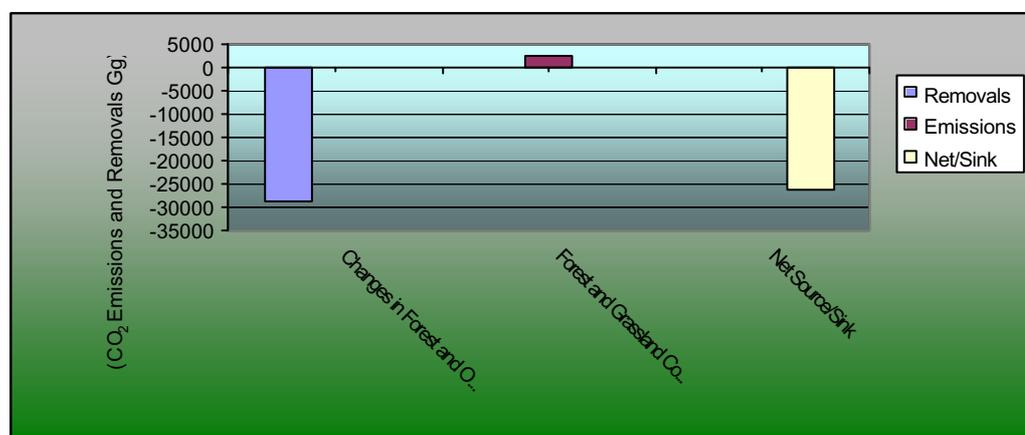 (CO2 Emissions and Removals Gg)
5000
0
-5000
-10000
-15000
-20000
-25000
-30000
-35000
Changes in Forest and O...
Forest and Grassland Co...
Net Source/Sink
Removals
Emissions
Net/Sink